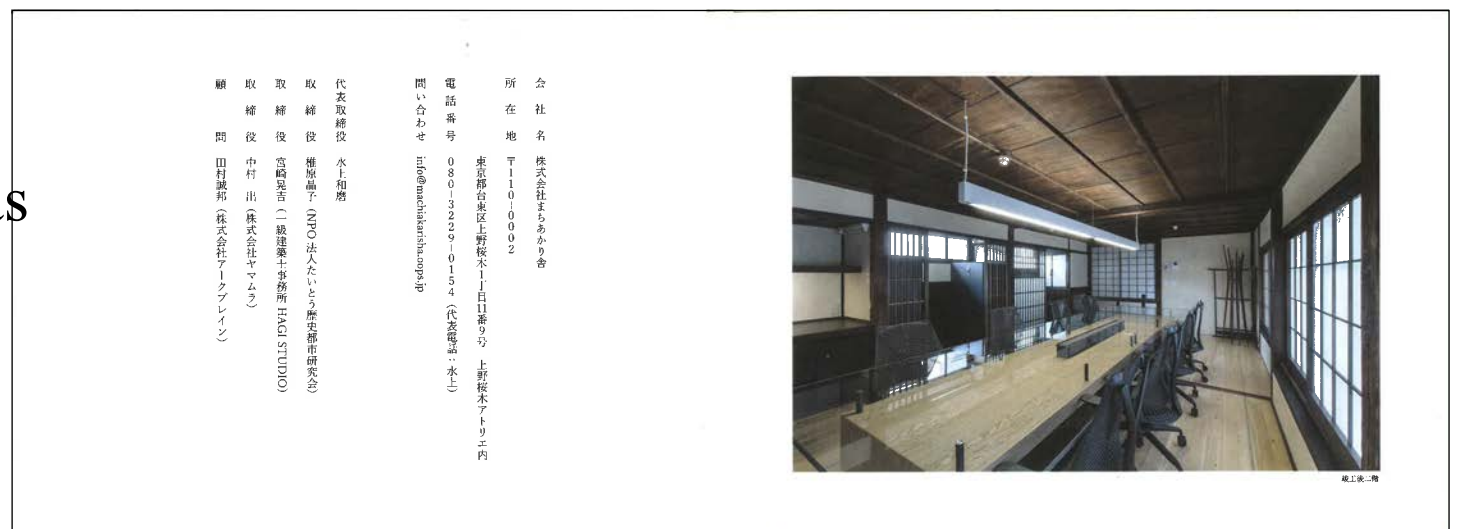 会社名 株式会社まちあかり舎
所在地 〒110-0002
東京都台東区上野桜木1丁目11番9号 上野桜木アトリエ内
電話番号 080-3229-0154(代表電話:水上)
問い合わせ info@machiakarisha.oops.jp
代表取締役 水上和磨
取締役 椎原晶子(NPO法人たいとう歴史都市研究会)
取締役 宮崎晃吉(一級建築士事務所 HAGI STUDIO)
取締役 中村 出(株式会社ヤマムラ)
顧問 田村誠邦(株式会社アークブレイン)
竣工後二階
s